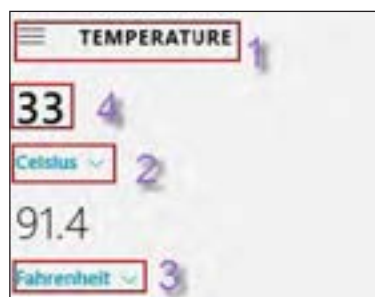 TEMPERATURE 1
33 4
Celsius 2
91.4
Fahrenheit 3